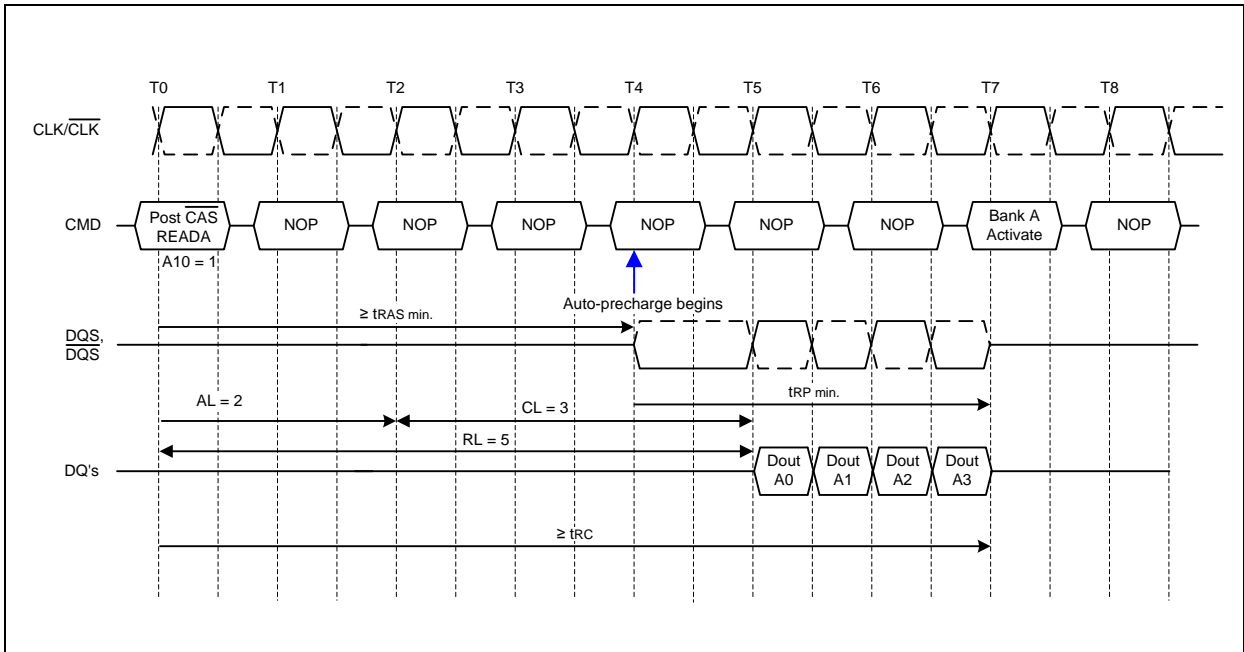 T0 T1 T2 T3 T4 T5 T6 T7 T8
CLK/CLK
CMD
Post CAS
READA
NOP NOP NOP NOP NOP NOP
Bank A
Activate
NOP
A10 = 1
Auto-precharge begins
≥ tRAS min.
DQS,
DQS
tRP min.
AL = 2
CL = 3
RL = 5
DQ's
Dout
A0
Dout
A1
Dout
A2
Dout
A3
≥ tRC